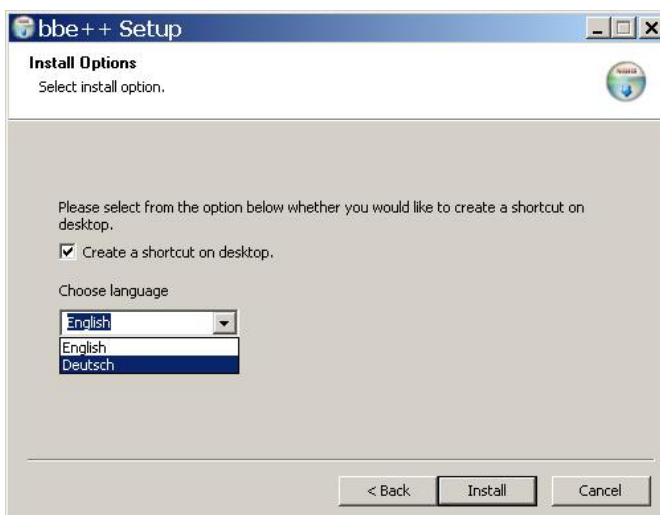 bbe++ Setup
Install Options
Select install option.
Please select from the option below whether you would like to create a shortcut on
desktop.
Create a shortcut on desktop.
Choose language
English
English
Deutsch
< Back Install Cancel